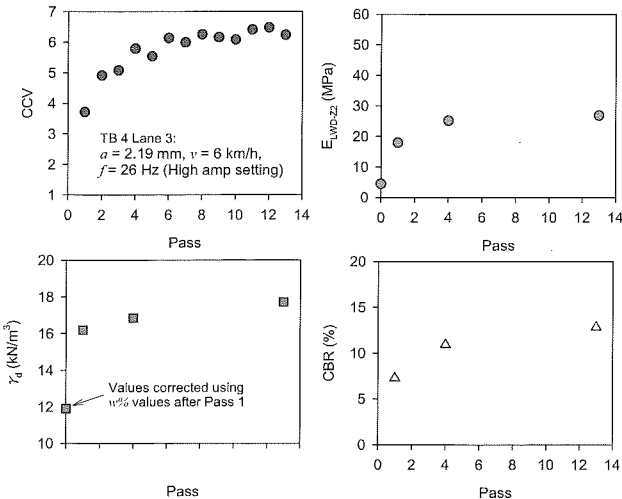 7
6
5
4
3
2
1
CCV
TB 4 Lane 3:
a = 2.19 mm, v = 6 km/h,
f = 26 Hz (High amp setting)
0 2 4 6 8 10 12 14
Pass
60
50
40
30
20
10
0
E_LWD-Z2 (MPa)
0 2 4 6 8 10 12 14
Pass
20
18
16
14
12
10
γd (kN/m³)
Values corrected using
w% values after Pass 1
Pass
20
15
10
5
0
CBR (%)
0 2 4 6 8 10 12 14
Pass